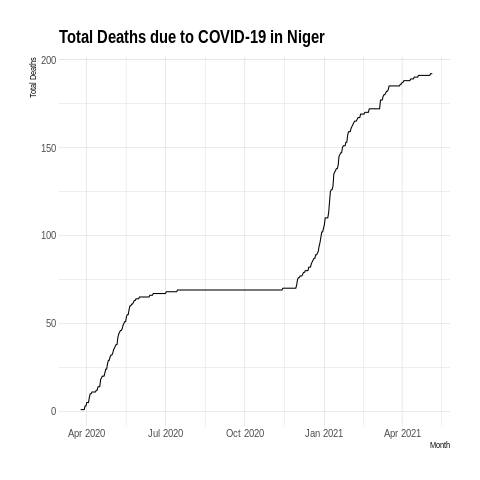 Total Deaths due to COVID-19 in Niger
Total Deaths
200
150
100
50
0
Apr 2020 Jul 2020 Oct 2020 Jan 2021 Apr 2021
Month